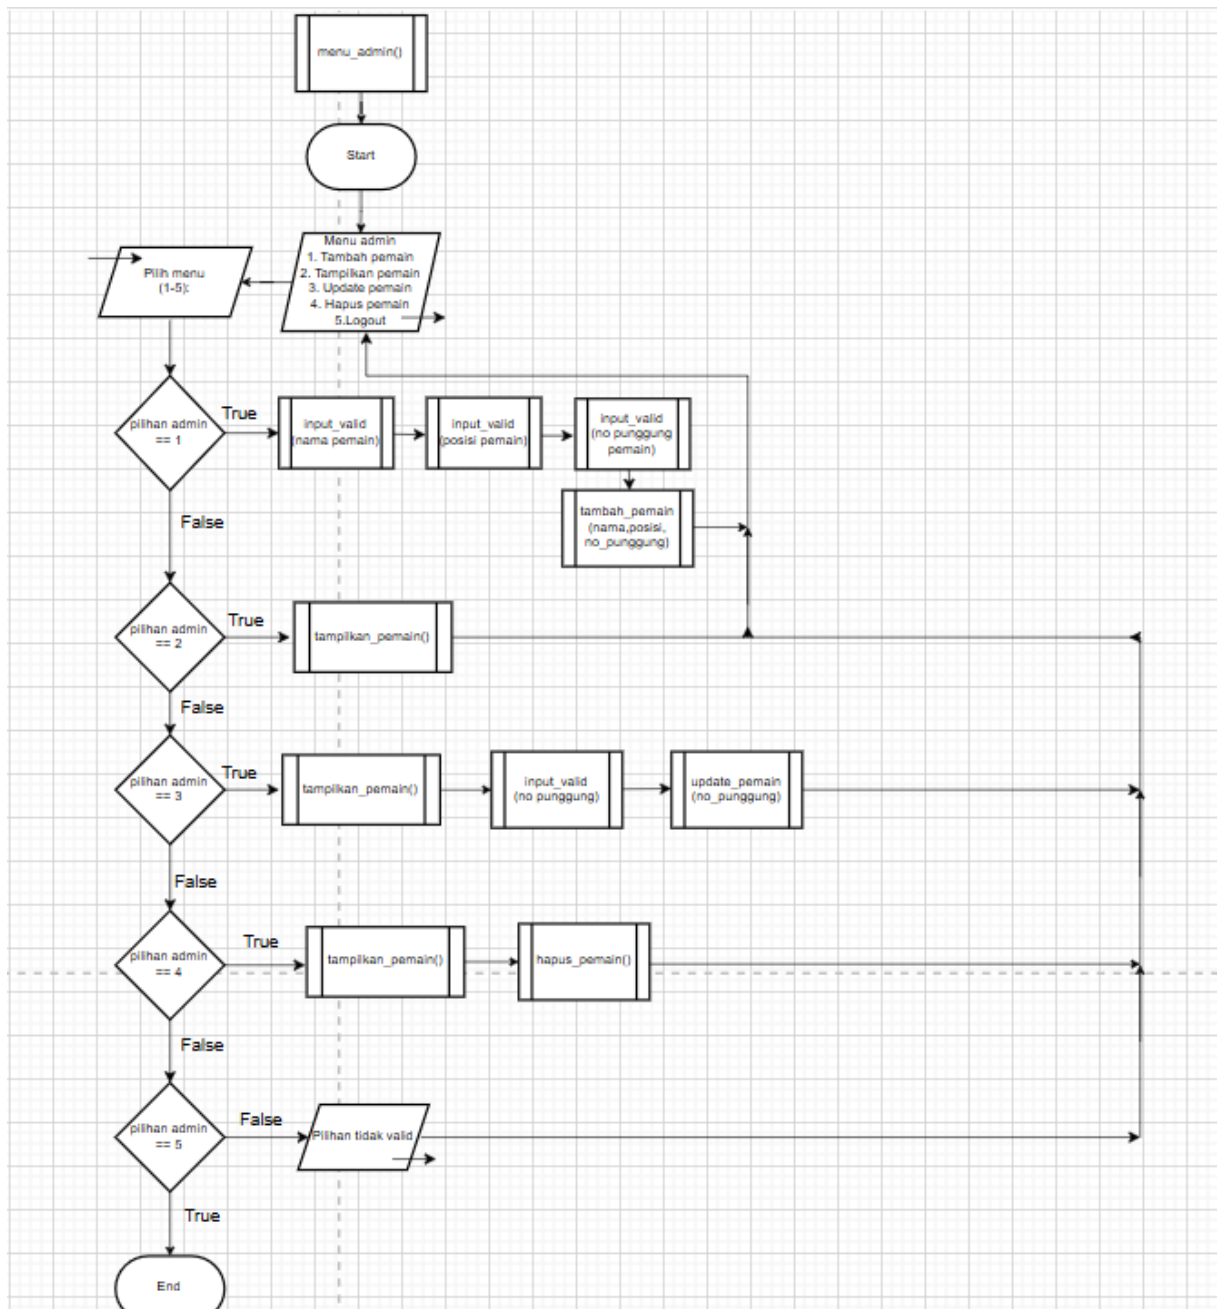 menu_admin()
Start
Menu admin
1. Tambah pemain
2. Tampilkan pemain
3. Update pemain
4. Hapus pemain
5.Logout
Pilih menu
(1-5):
pilihan admin
== 1
True
input_valid
(nama pemain)
input_valid
(posisi pemain)
input_valid
(no punggung
pemain)
tambah_pemain
(nama,posisi,
no_punggung)
False
pilihan admin
== 2
True
tampilkan_pemain()
False
pilihan admin
== 3
True
tampilkan_pemain()
input_valid
(no punggung)
update_pemain
(no_punggung)
False
pilihan admin
== 4
True
tampilkan_pemain()
hapus_pemain()
False
pilihan admin
== 5
False
Pilihan tidak valid
True
End